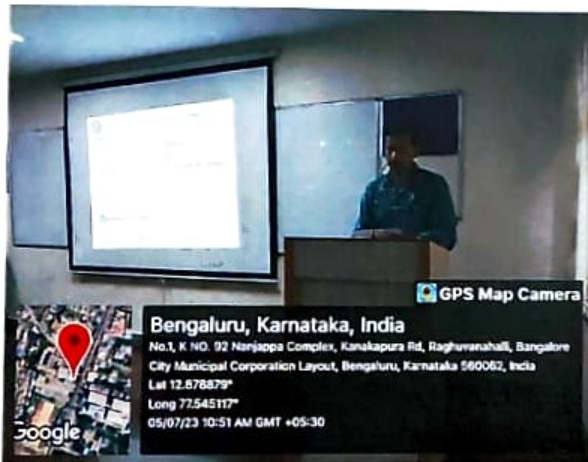 GPS Map Camera
Bengaluru, Karnataka, India
No.1, K NO. 92 Nanjappa Complex, Kanakapura Rd, Raghuvanahalli, Bangalore
City Municipal Corporation Layout, Bengaluru, Karnataka 560062, India
Lat 12.878879°
Long 77.545117°
05/07/23 10:51 AM GMT +05:30
Google